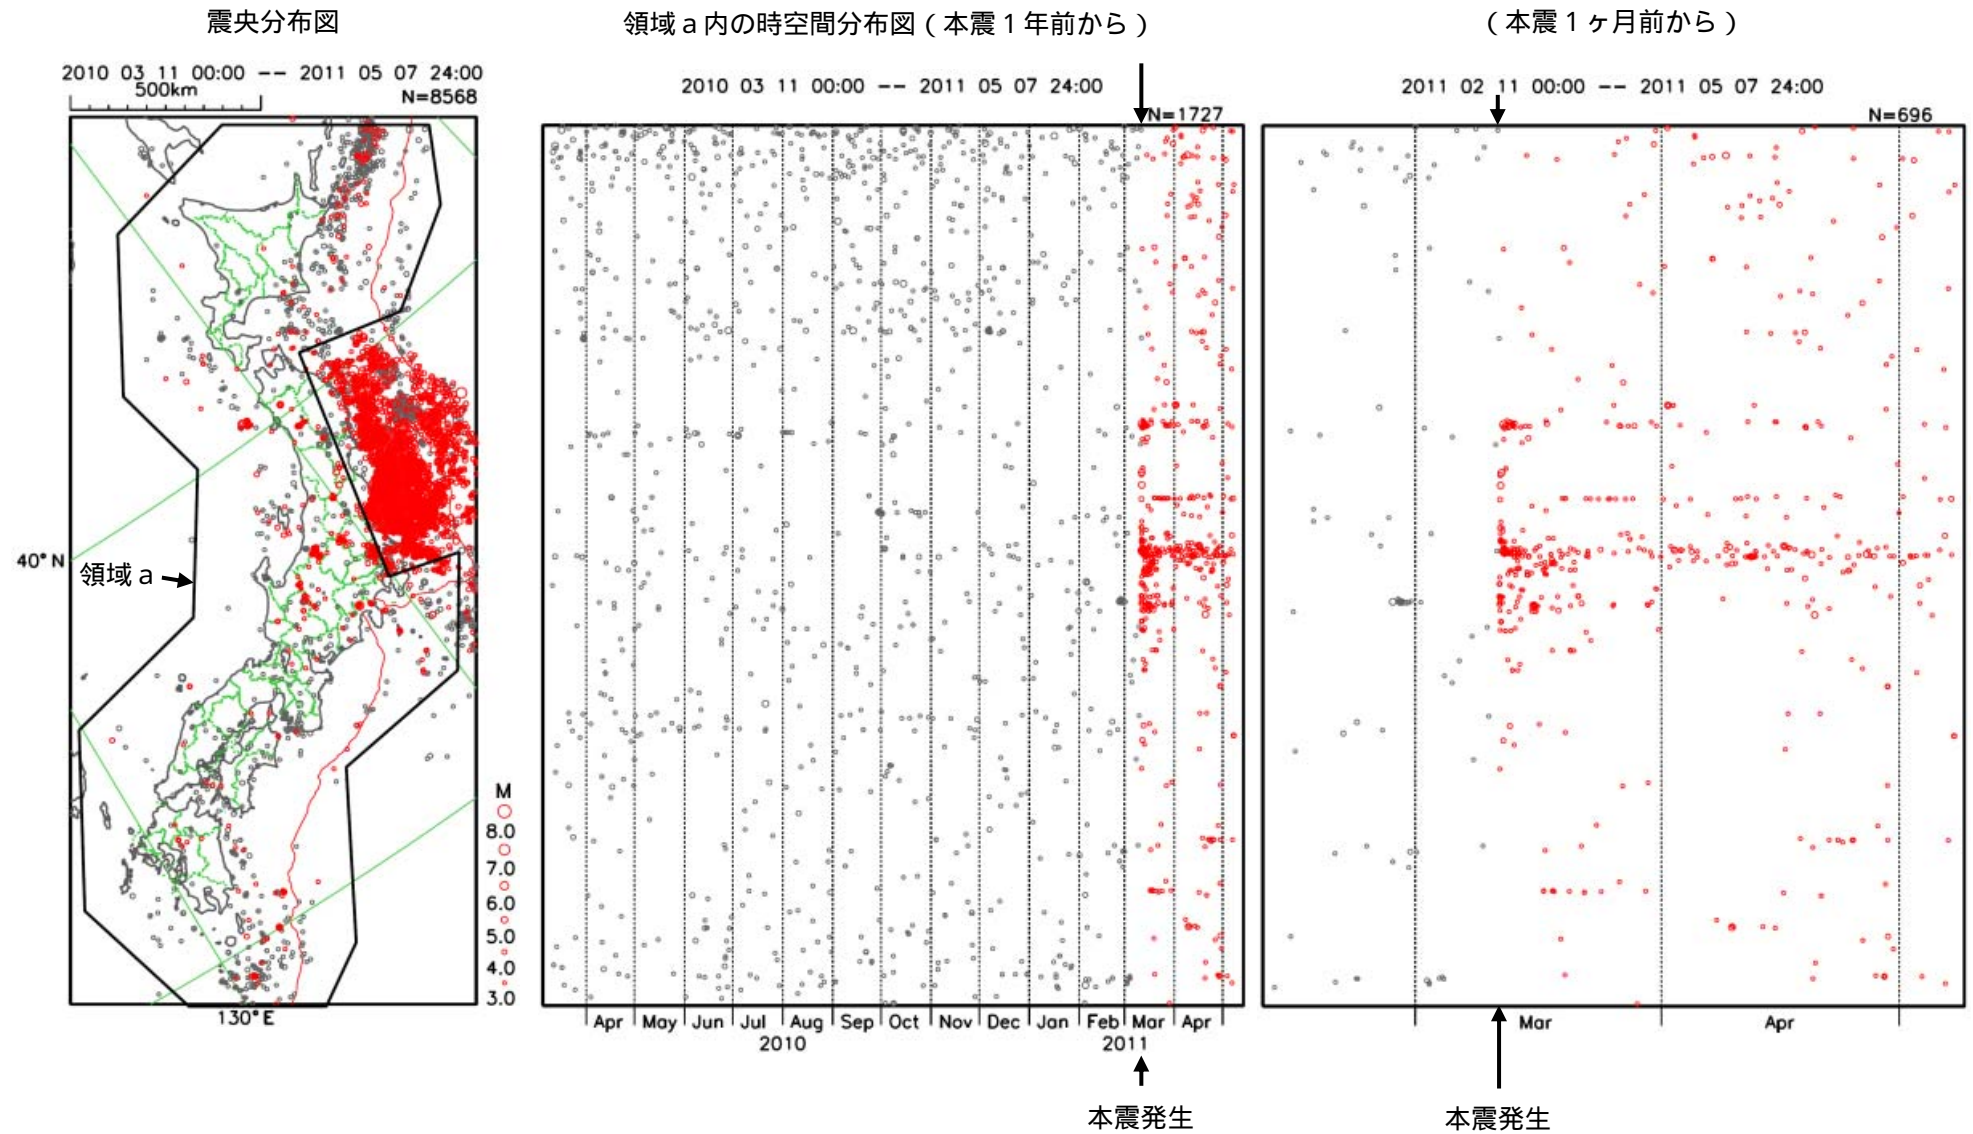 震央分布図
2010 03 11 00:00 -- 2011 05 07 24:00
500km
N=8568
40°N
領域a
130°E
M
8.0
7.0
6.0
5.0
4.0
3.0
領域a内の時空間分布図(本震1年前から)
2010 03 11 00:00 -- 2011 05 07 24:00
N=1727
Apr May Jun Jul Aug Sep Oct Nov Dec Jan Feb Mar Apr
2010 2011
本震発生
(本震1ヶ月前から)
2011 02 11 00:00 -- 2011 05 07 24:00
N=696
Mar Apr
本震発生